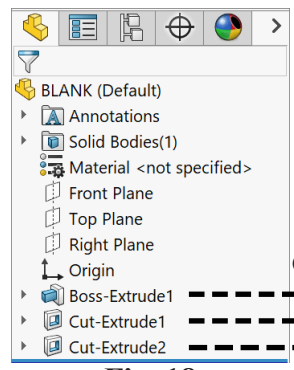 BLANK (Default)
Annotations
Solid Bodies(1)
Material <not specified>
Front Plane
Top Plane
Right Plane
Origin
Boss-Extrude1
Cut-Extrude1
Cut-Extrude2